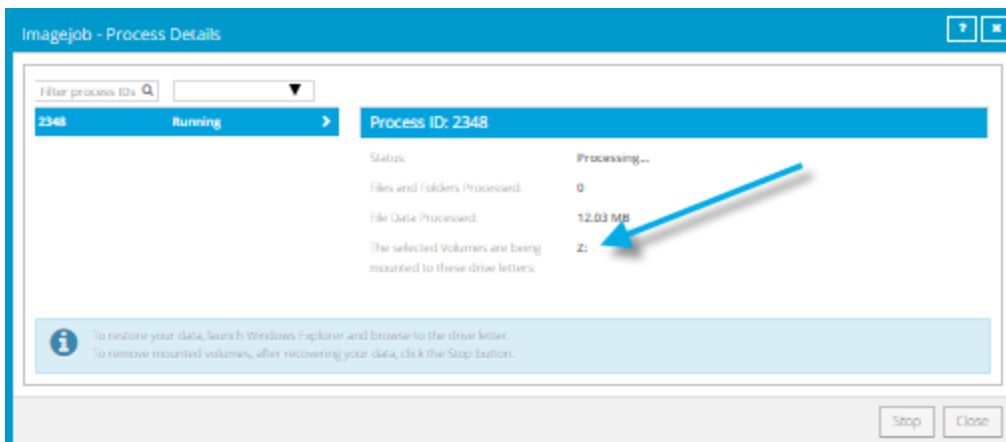 Imagejob - Process Details
? ×
Filter process IDs
2348 Running
Process ID: 2348
Status: Processing...
Files and Folders Processed: 0
File Data Processed: 12.03 MB
The selected Volumes are being Z:
mounted to these drive letters:
To restore your data, launch Windows Explorer and browse to the drive letter.
To remove mounted volumes, after recovering your data, click the Stop button.
Stop Close